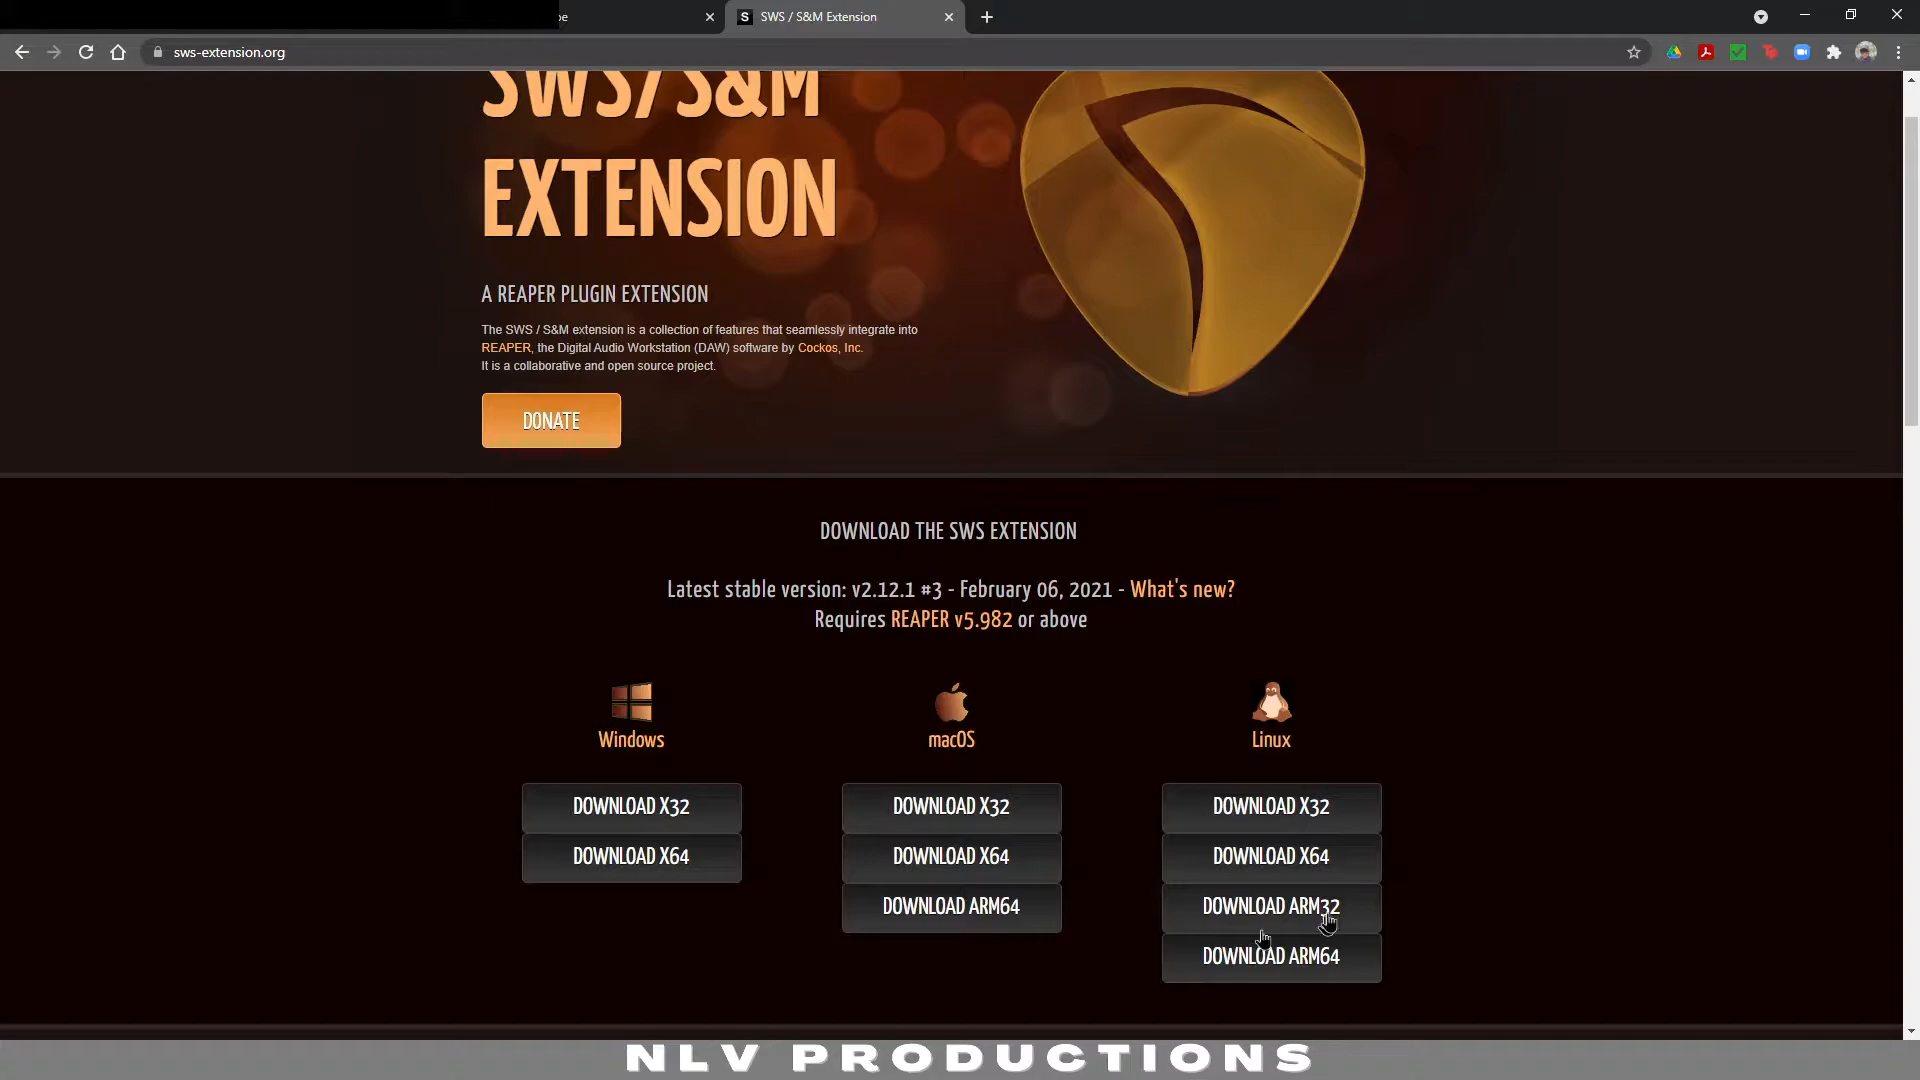 be
S SWS / S&M Extension
sws-extension.org
SWS/S&M
EXTENSION
A REAPER PLUGIN EXTENSION
The SWS / S&M extension is a collection of features that seamlessly integrate into
REAPER, the Digital Audio Workstation (DAW) software by Cockos, Inc.
It is a collaborative and open source project.
DONATE
DOWNLOAD THE SWS EXTENSION
Latest stable version: v2.12.1 #3 - February 06, 2021 - What's new?
Requires REAPER v5.982 or above
Windows
DOWNLOAD X32
DOWNLOAD X64
macOS
DOWNLOAD X32
DOWNLOAD X64
DOWNLOAD ARM64
Linux
DOWNLOAD X32
DOWNLOAD X64
DOWNLOAD ARM32
DOWNLOAD ARM64
NLV PRODUCTIONS